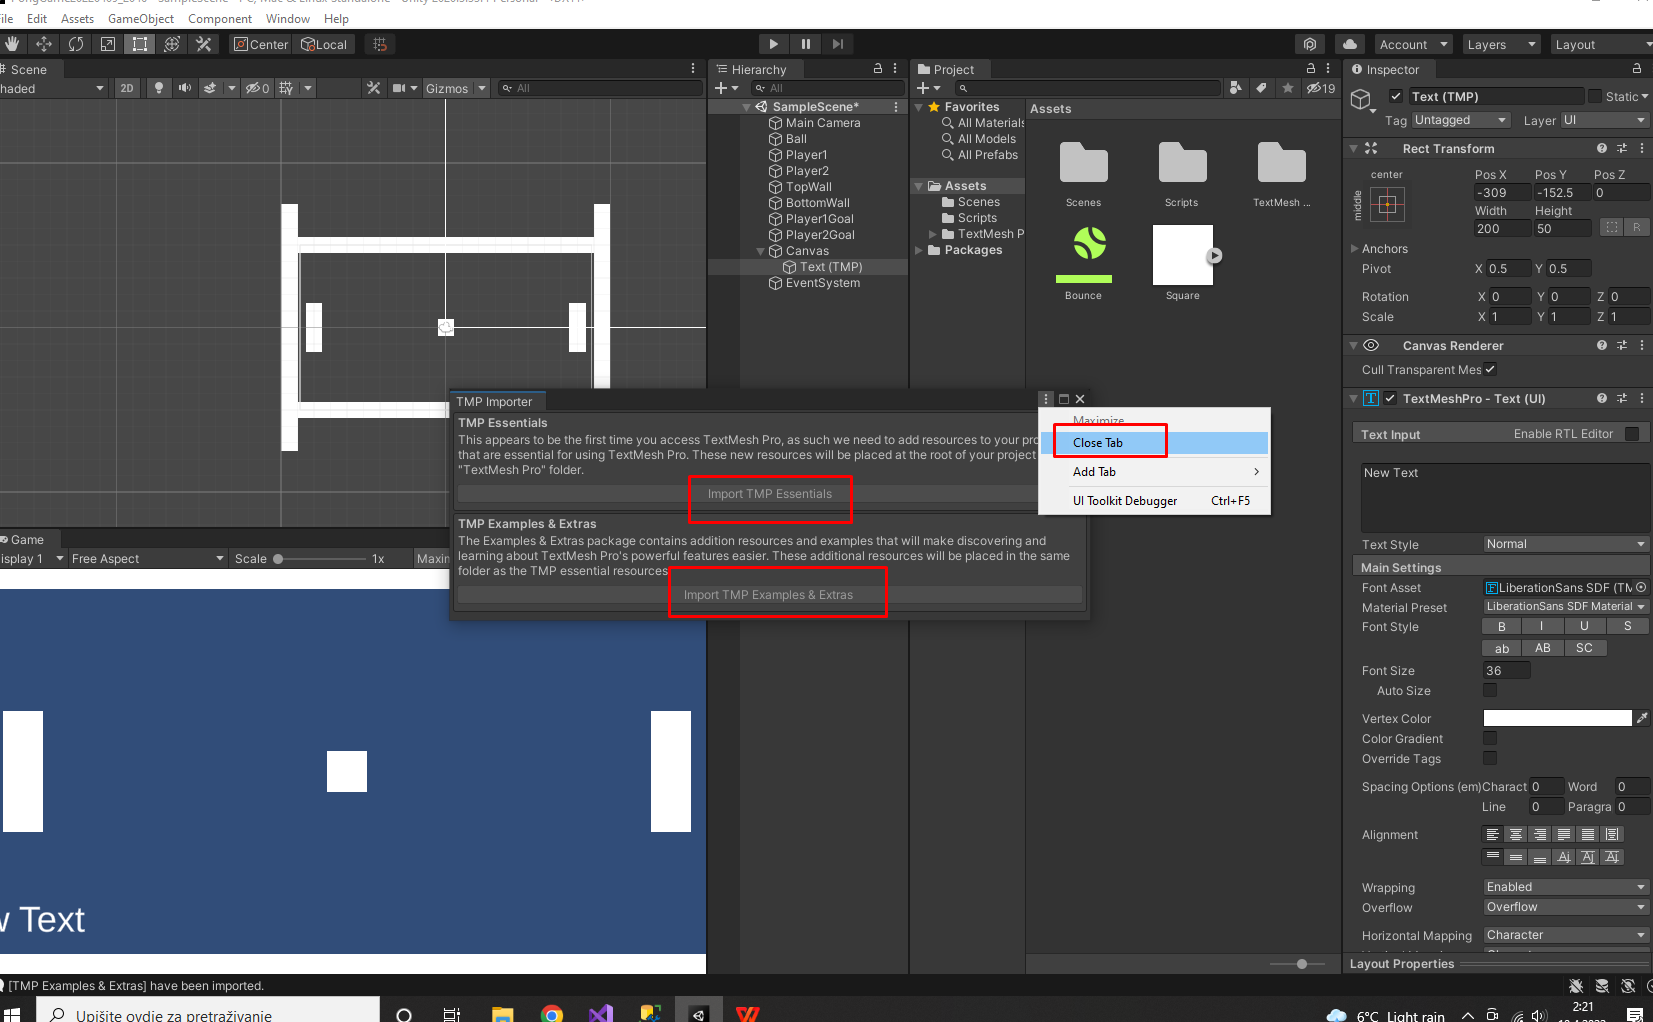 File Edit Assets GameObject Component Window Help
Center Local
Account Layers Layout
Scene
haded 2D 0 Gizmos All
Hierarchy
All
SampleScene*
Main Camera
Ball
Player1
Player2
TopWall
BottomWall
Player1Goal
Player2Goal
Canvas
Text (TMP)
EventSystem
Project
19
Favorites
All Materials
All Models
All Prefabs
Assets
Scenes
Scripts
TextMesh P
Packages
Assets
Scenes Scripts TextMesh ...
Bounce Square
Inspector
Text (TMP) Static
Tag Untagged Layer UI
Rect Transform
center
middle
Pos X Pos Y Pos Z
-309 -152.5 0
Width Height
200 50 R
Anchors
Pivot X 0.5 Y 0.5
Rotation X 0 Y 0 Z 0
Scale X 1 Y 1 Z 1
Canvas Renderer
Cull Transparent Mes
TextMeshPro - Text (UI)
Text Input Enable RTL Editor
New Text
Text Style Normal
Main Settings
Font Asset LiberationSans SDF (TM
Material Preset LiberationSans SDF Material
Font Style B I U S
ab AB SC
Font Size 36
Auto Size
Vertex Color
Color Gradient
Override Tags
Spacing Options (em) Charact 0 Word 0
Line 0 Paragra 0
Alignment
Wrapping Enabled
Overflow Overflow
Horizontal Mapping Character
Layout Properties
TMP Importer
TMP Essentials
This appears to be the first time you access TextMesh Pro, as such we need to add resources to your pro
that are essential for using TextMesh Pro. These new resources will be placed at the root of your project
"TextMesh Pro" folder.
Import TMP Essentials
TMP Examples & Extras
The Examples & Extras package contains addition resources and examples that will make discovering and
learning about TextMesh Pro's powerful features easier. These additional resources will be placed in the same
folder as the TMP essential resources
Import TMP Examples & Extras
Maximize
Close Tab
Add Tab
UI Toolkit Debugger Ctrl+F5
Game
isplay 1 Free Aspect Scale 1x Maxim
w Text
[TMP Examples & Extras] have been imported.
Upišite ovdje za pretraživanje
6°C Light rain
2:21